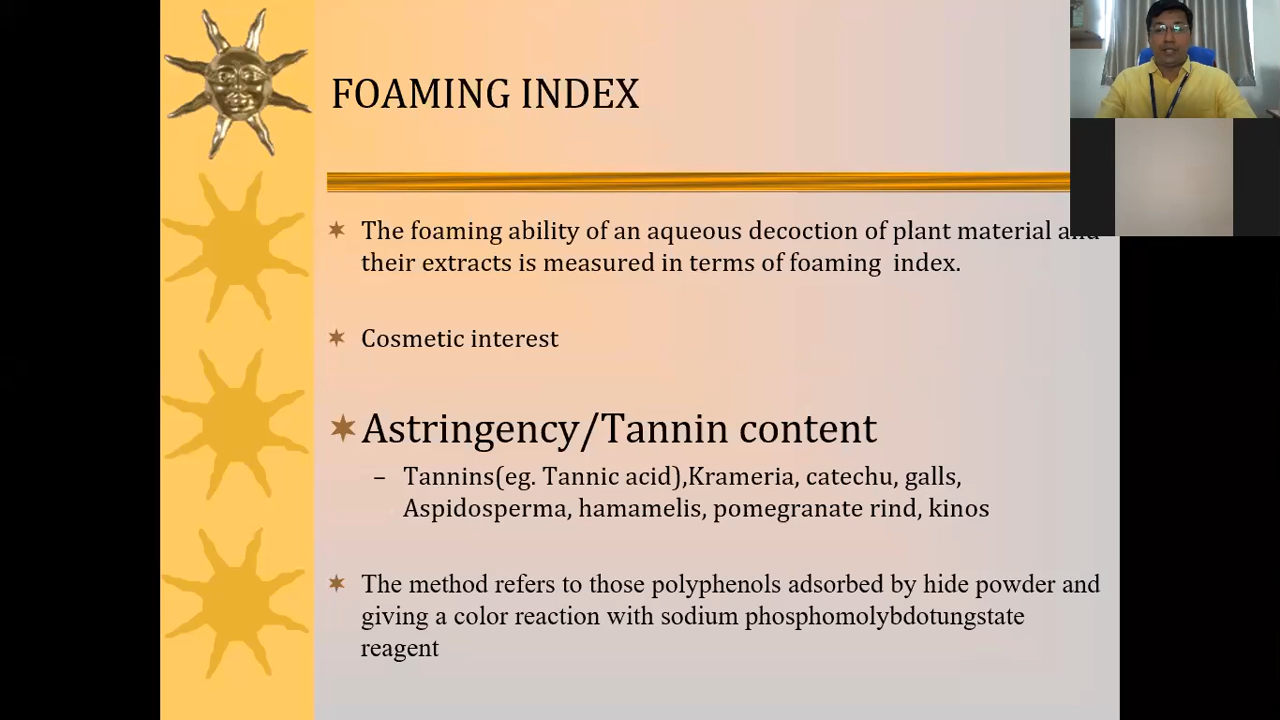 FOAMING INDEX
The foaming ability of an aqueous decoction of plant material and
their extracts is measured in terms of foaming index.
Cosmetic interest
Astringency/Tannin content
– Tannins(eg. Tannic acid),Krameria, catechu, galls,
Aspidosperma, hamamelis, pomegranate rind, kinos
The method refers to those polyphenols adsorbed by hide powder and
giving a color reaction with sodium phosphomolybdotungstate
reagent